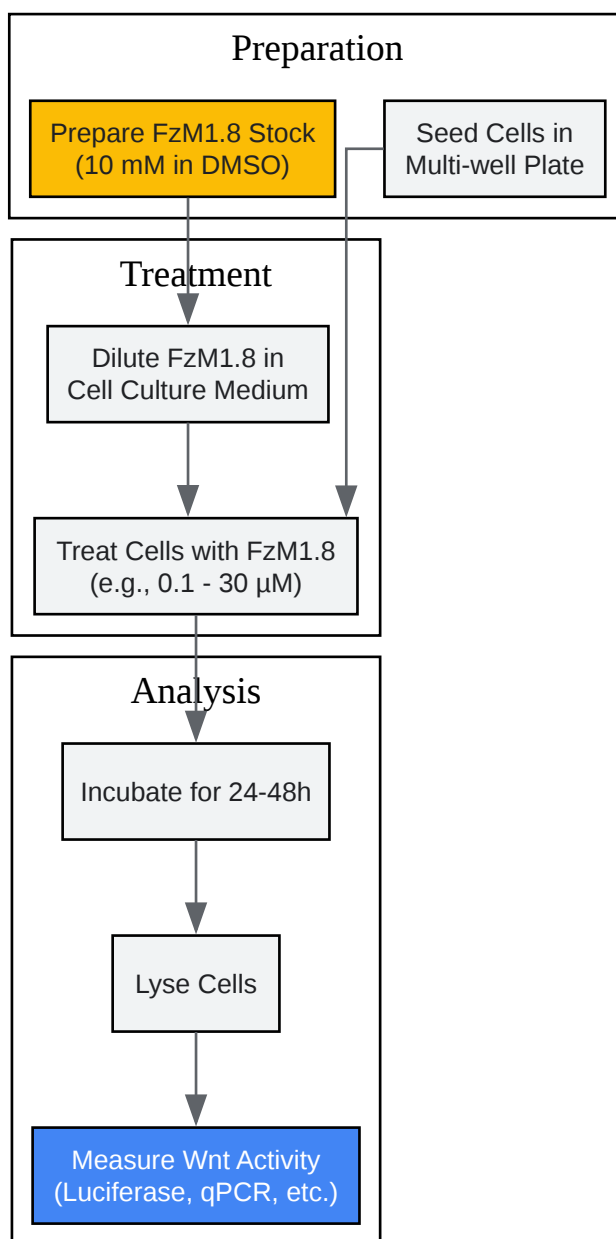 Preparation
Prepare FzM1.8 Stock
(10 mM in DMSO)
Seed Cells in
Multi-well Plate
Treatment
Dilute FzM1.8 in
Cell Culture Medium
Treat Cells with FzM1.8
(e.g., 0.1 - 30 µM)
Analysis
Incubate for 24-48h
Lyse Cells
Measure Wnt Activity
(Luciferase, qPCR, etc.)